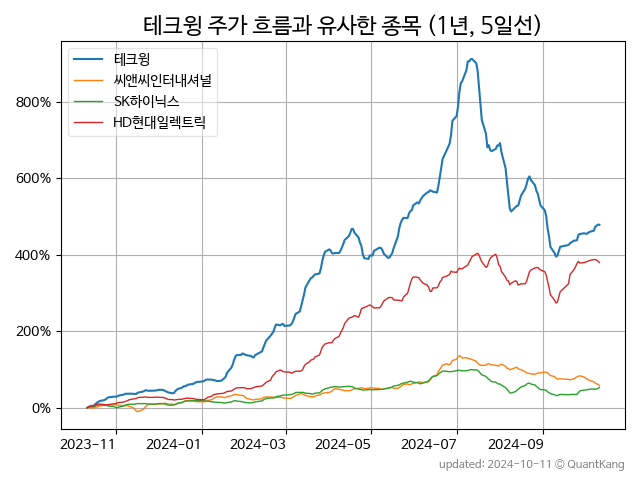 테크윙 주가 흐름과 유사한 종목 (1년, 5일선)
테크윙
씨앤씨인터내셔널
SK하이닉스
HD현대일렉트릭
800%
600%
400%
200%
0%
2023-11 2024-01 2024-03 2024-05 2024-07 2024-09
updated: 2024-10-11 © QuantKang